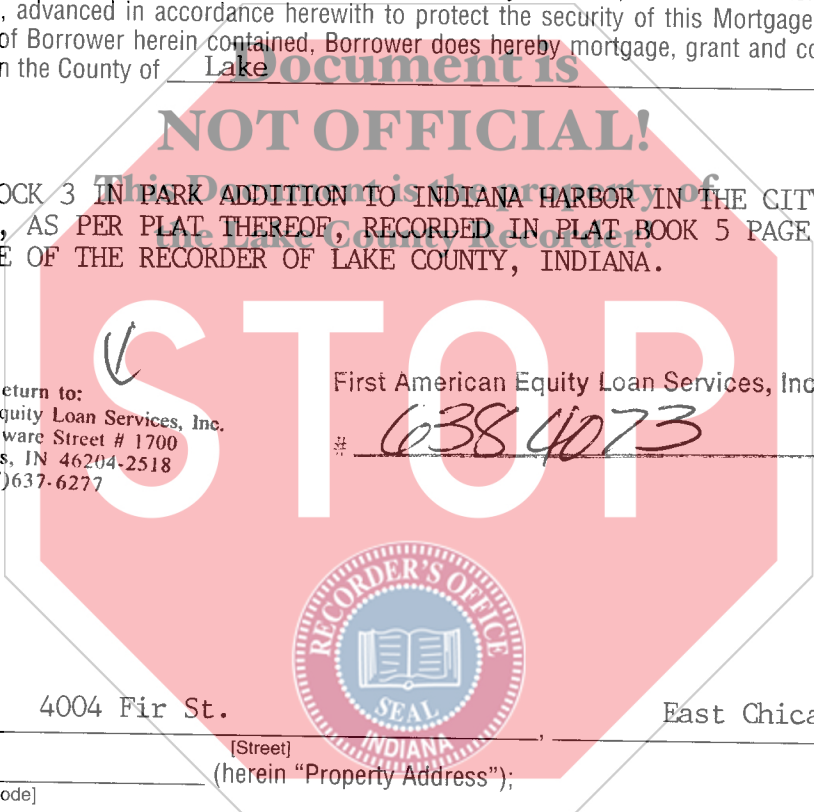 , advanced in accordance herewith to protect the security of this Mortgage
of Borrower herein contained, Borrower does hereby mortgage, grant and co
n the County of Lake
Document is
NOT OFFICIAL!
This Document is the property of
the Lake County Recorder!
OCK 3 IN PARK ADDITION TO INDIANA HARBOR IN THE CITY
, AS PER PLAT THEREOF, RECORDED IN PLAT BOOK 5 PAGE
E OF THE RECORDER OF LAKE COUNTY, INDIANA.
STOP
eturn to:
quity Loan Services, Inc.
ware Street # 1700
s, IN 46204-2518
)637-6277
First American Equity Loan Services, Inc
# 6384073
RECORDER'S OFFICE
SEAL
INDIANA
4004 Fir St. , East Chica
[Street]
(herein "Property Address");
ode]